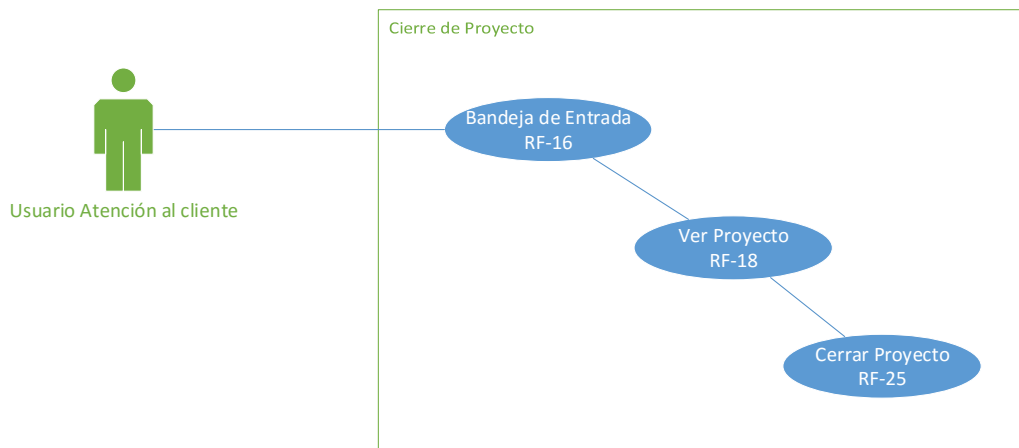 Cierre de Proyecto
Bandeja de Entrada
RF-16
Usuario Atención al cliente
Ver Proyecto
RF-18
Cerrar Proyecto
RF-25